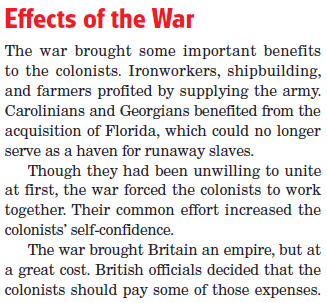 Effects of the War
The war brought some important benefits
to the colonists. Ironworkers, shipbuilding,
and farmers profited by supplying the army.
Carolinians and Georgians benefited from the
acquisition of Florida, which could no longer
serve as a haven for runaway slaves.
Though they had been unwilling to unite
at first, the war forced the colonists to work
together. Their common effort increased the
colonists' self-confidence.
The war brought Britain an empire, but at
a great cost. British officials decided that the
colonists should pay some of those expenses.